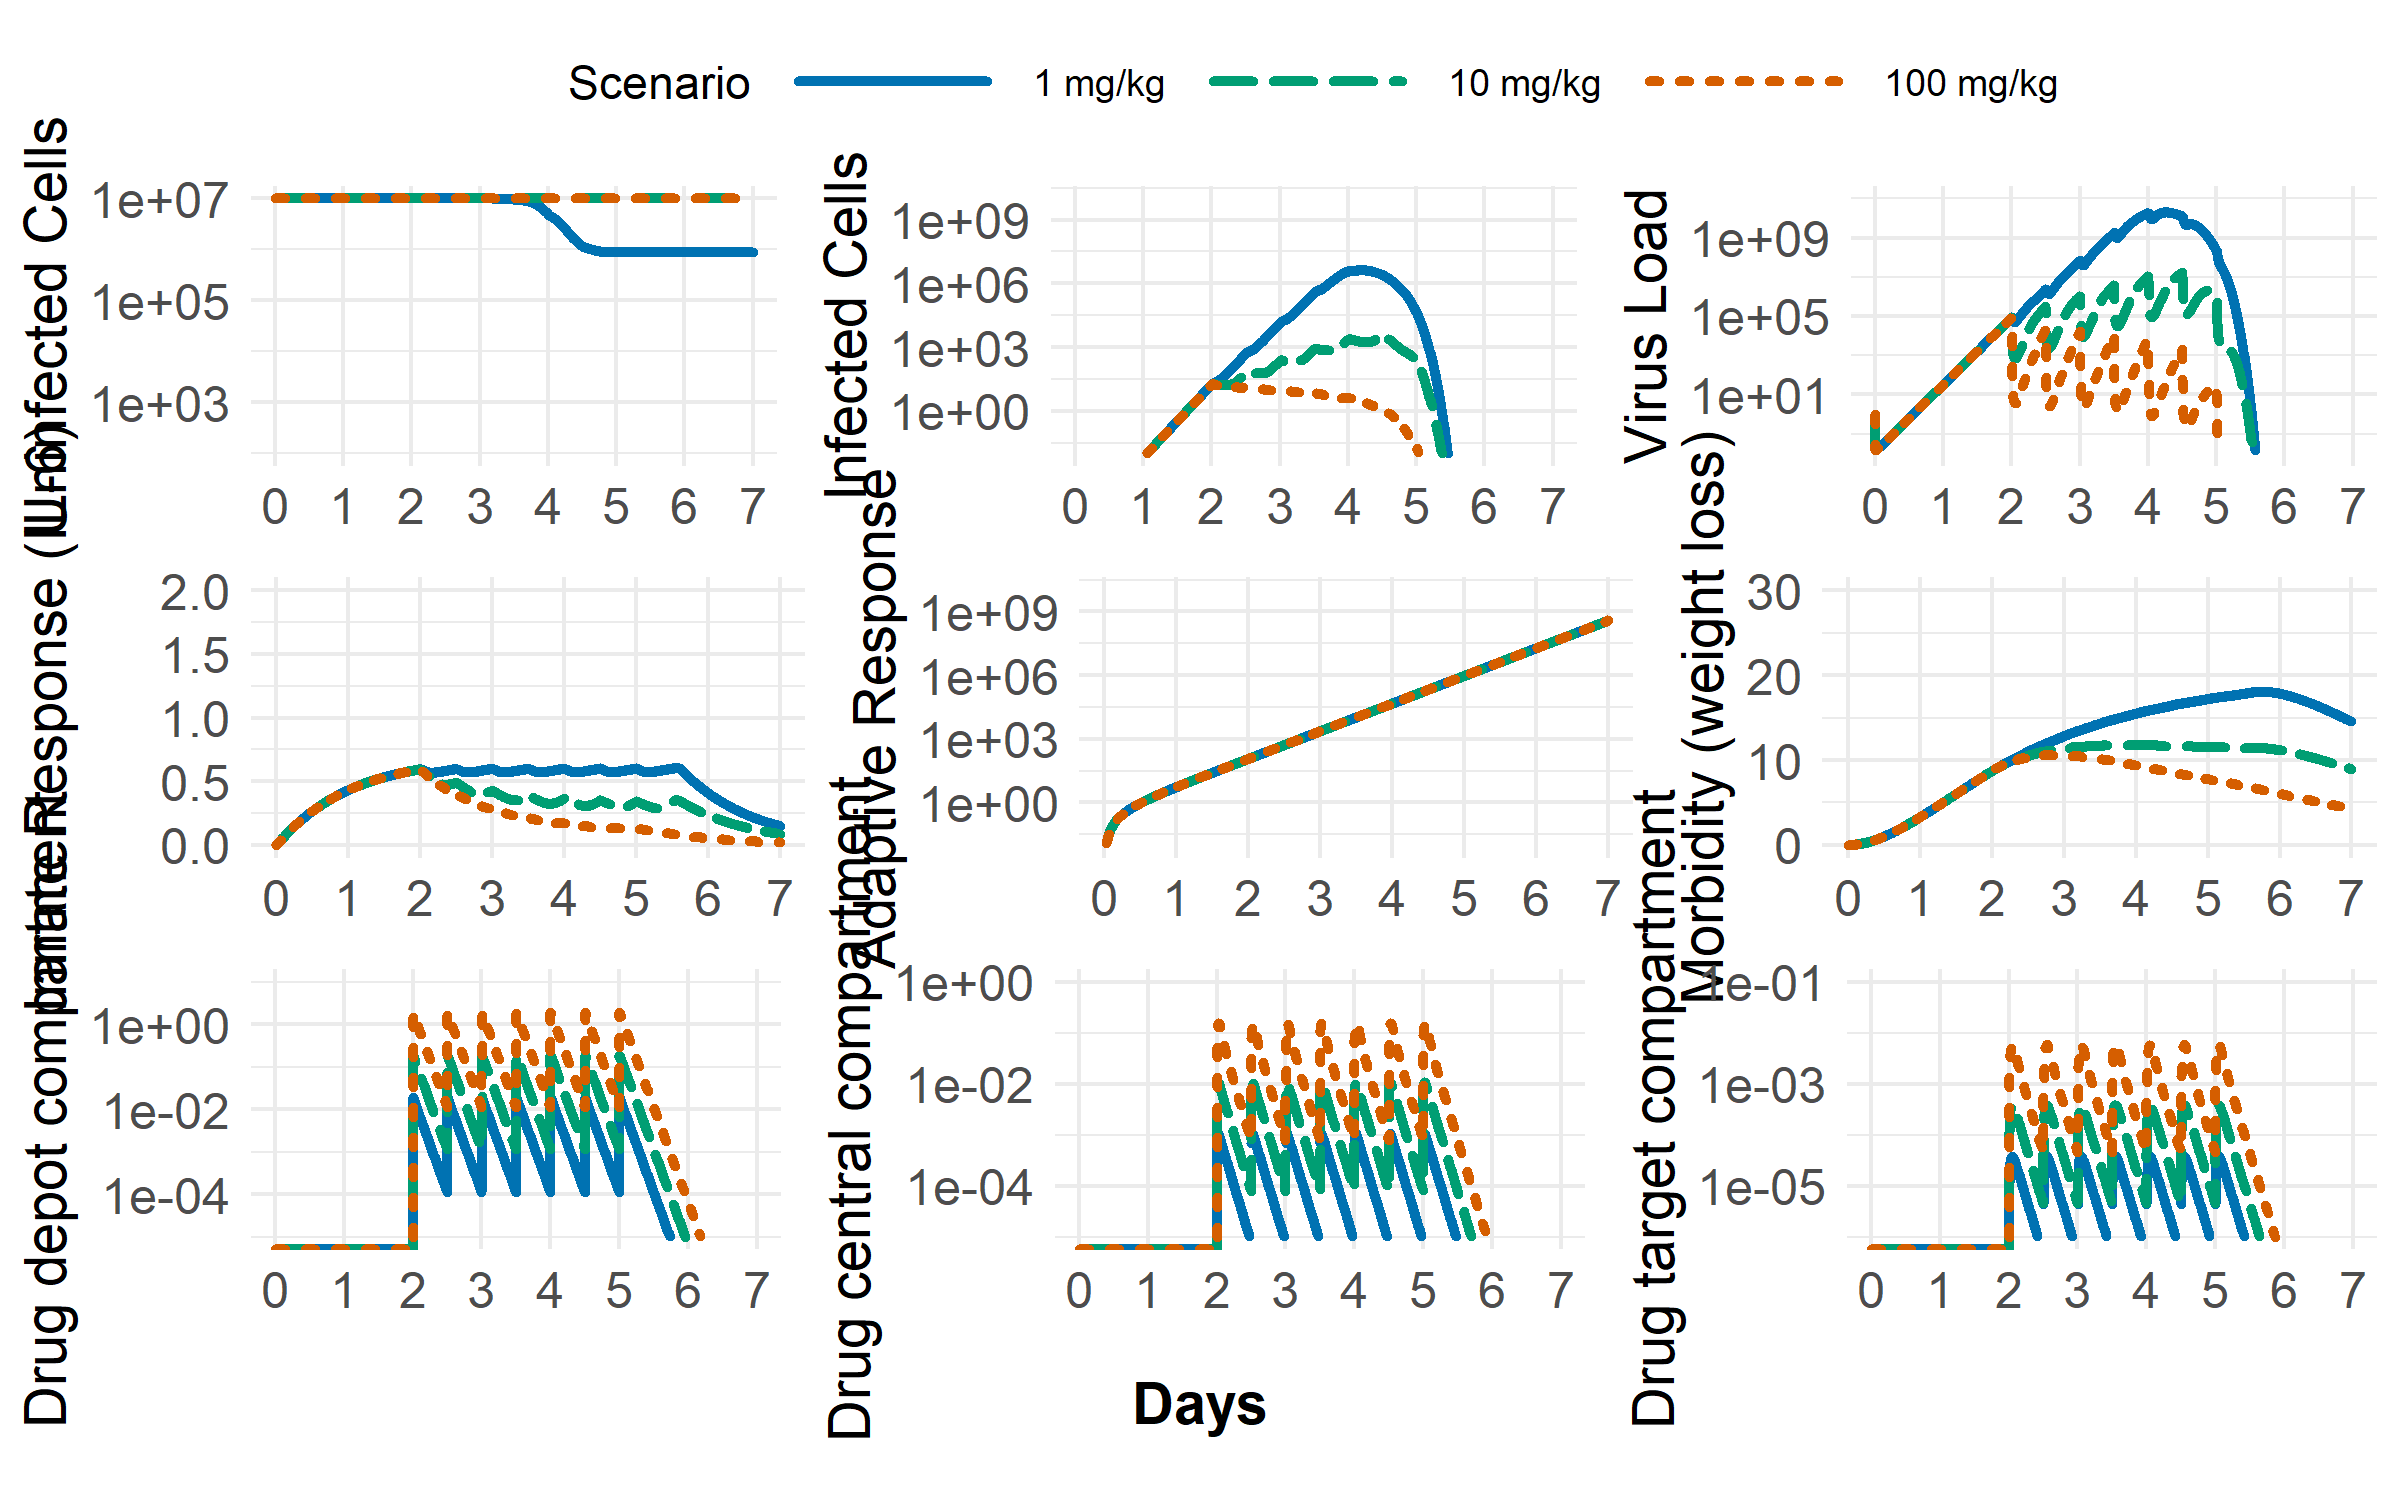 Scenario 1 mg/kg 10 mg/kg 100 mg/kg
Uninfected Cells
1e+07
1e+05
1e+03
0 1 2 3 4 5 6 7
Infected Cells
1e+09
1e+06
1e+03
1e+00
0 1 2 3 4 5 6 7
Virus Load
1e+09
1e+05
1e+01
0 1 2 3 4 5 6 7
Innate Response (IL-6)
2.0
1.5
1.0
0.5
0.0
0 1 2 3 4 5 6 7
Adaptive Response
1e+09
1e+06
1e+03
1e+00
0 1 2 3 4 5 6 7
Morbidity (weight loss)
30
20
10
0
0 1 2 3 4 5 6 7
Drug depot compartment
1e+00
1e-02
1e-04
0 1 2 3 4 5 6 7
Drug central compartment
1e+00
1e-02
1e-04
0 1 2 3 4 5 6 7
Drug target compartment
1e-01
1e-03
1e-05
0 1 2 3 4 5 6 7
Days